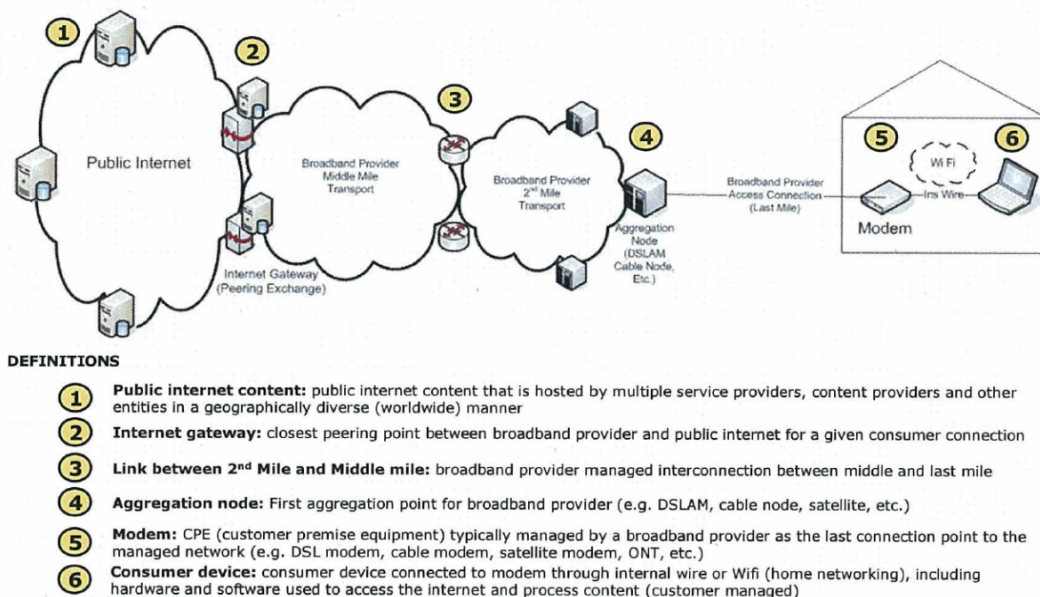 1
2
3
4
5
6
Public Internet
Broadband Provider
Middle Mile
Transport
Broadband Provider
2nd Mile
Transport
Internet Gateway
(Peering Exchange)
Aggregation
Node
(DSLAM
Cable Node,
Etc.)
Broadband Provider
Access Connection
(Last Mile)
Wi Fi
Ins Wire
Modem
DEFINITIONS
1 Public internet content: public internet content that is hosted by multiple service providers, content providers and other
entities in a geographically diverse (worldwide) manner
2 Internet gateway: closest peering point between broadband provider and public internet for a given consumer connection
3 Link between 2nd Mile and Middle mile: broadband provider managed interconnection between middle and last mile
4 Aggregation node: First aggregation point for broadband provider (e.g. DSLAM, cable node, satellite, etc.)
5 Modem: CPE (customer premise equipment) typically managed by a broadband provider as the last connection point to the
managed network (e.g. DSL modem, cable modem, satellite modem, ONT, etc.)
6 Consumer device: consumer device connected to modem through internal wire or Wifi (home networking), including
hardware and software used to access the internet and process content (customer managed)